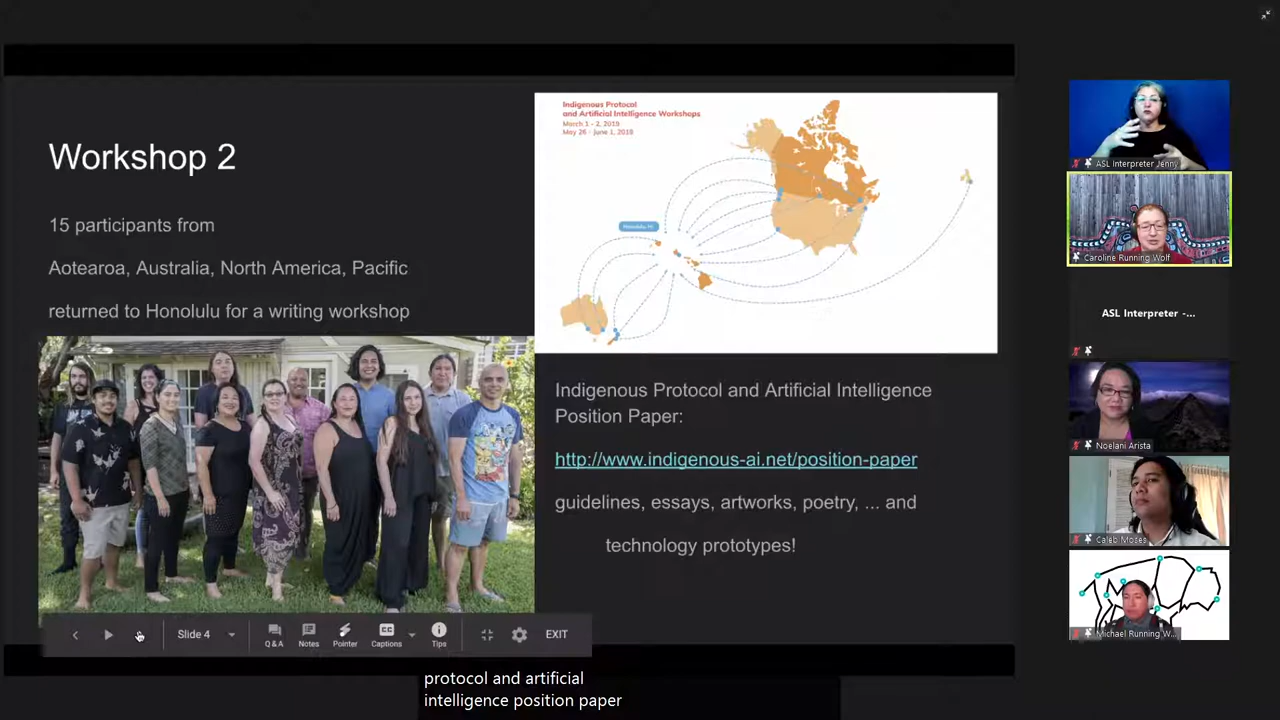 Workshop 2
15 participants from
Aotearoa, Australia, North America, Pacific
returned to Honolulu for a writing workshop
Indigenous Protocol
and Artificial Intelligence Workshops
March 1 - 2, 2019
May 26 - June 1, 2019
Honolulu, HI
Indigenous Protocol and Artificial Intelligence
Position Paper:
http://www.indigenous-ai.net/position-paper
guidelines, essays, artworks, poetry, ... and
technology prototypes!
Slide 4
Q & A
Notes
Pointer
Captions
Tips
EXIT
protocol and artificial
intelligence position paper
ASL Interpreter Jenny
Caroline Running Wolf
ASL Interpreter -...
Noelani Arista
Caleb Moses
Michael Running W...